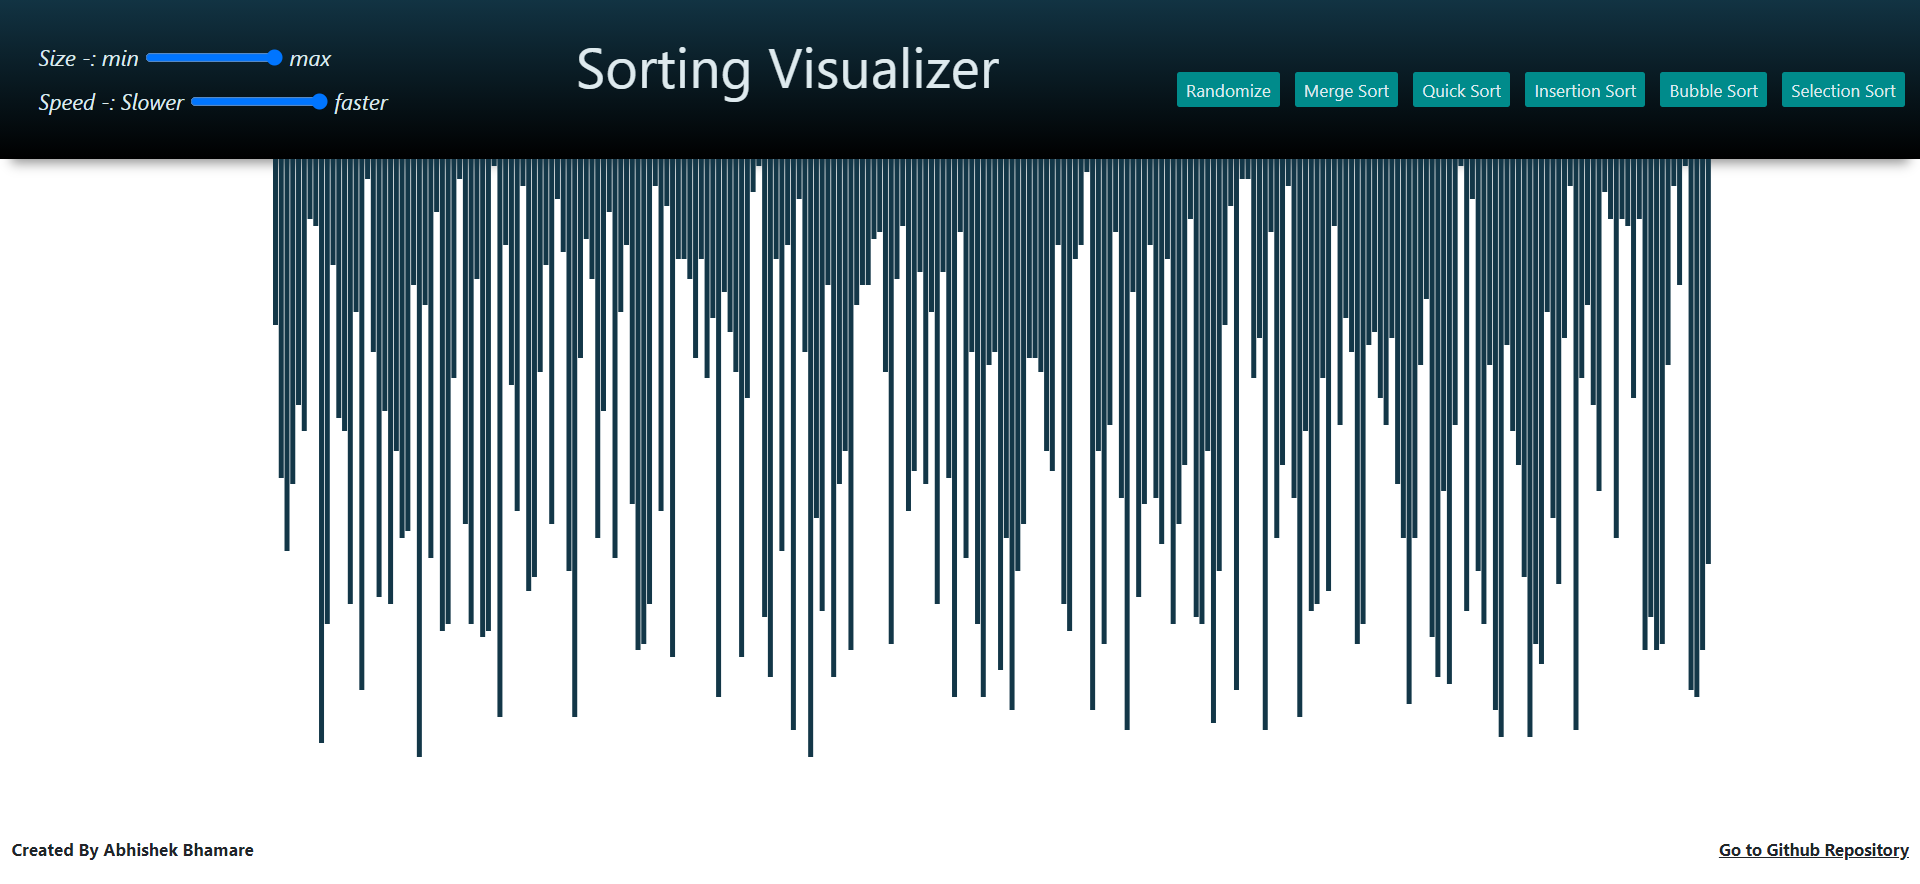 Size -: min max
Speed -: Slower faster
Sorting Visualizer
Randomize
Merge Sort
Quick Sort
Insertion Sort
Bubble Sort
Selection Sort
Created By Abhishek Bhamare
Go to Github Repository